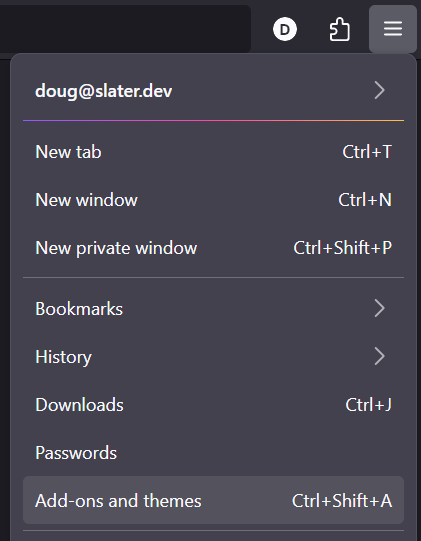 D
doug@slater.dev
New tab Ctrl+T
New window Ctrl+N
New private window Ctrl+Shift+P
Bookmarks
History
Downloads Ctrl+J
Passwords
Add-ons and themes Ctrl+Shift+A